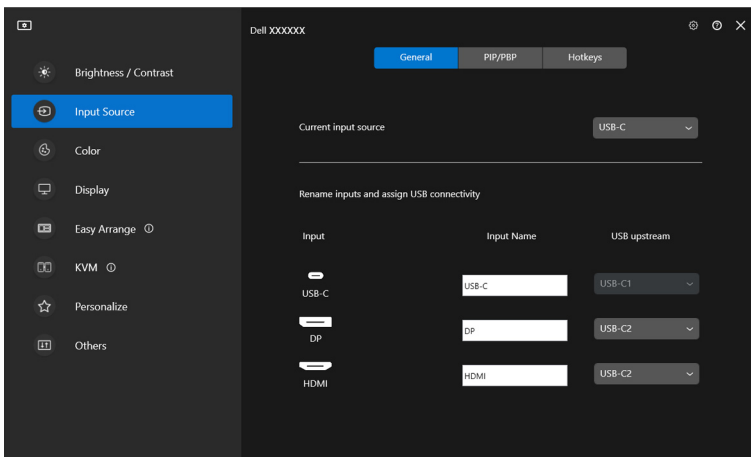 Dell XXXXXX
General PIP/PBP Hotkeys
Brightness / Contrast
Input Source
Color
Display
Easy Arrange
KVM
Personalize
Others
Current input source USB-C
Rename inputs and assign USB connectivity
Input Input Name USB upstream
USB-C USB-C USB-C1
DP DP USB-C2
HDMI HDMI USB-C2